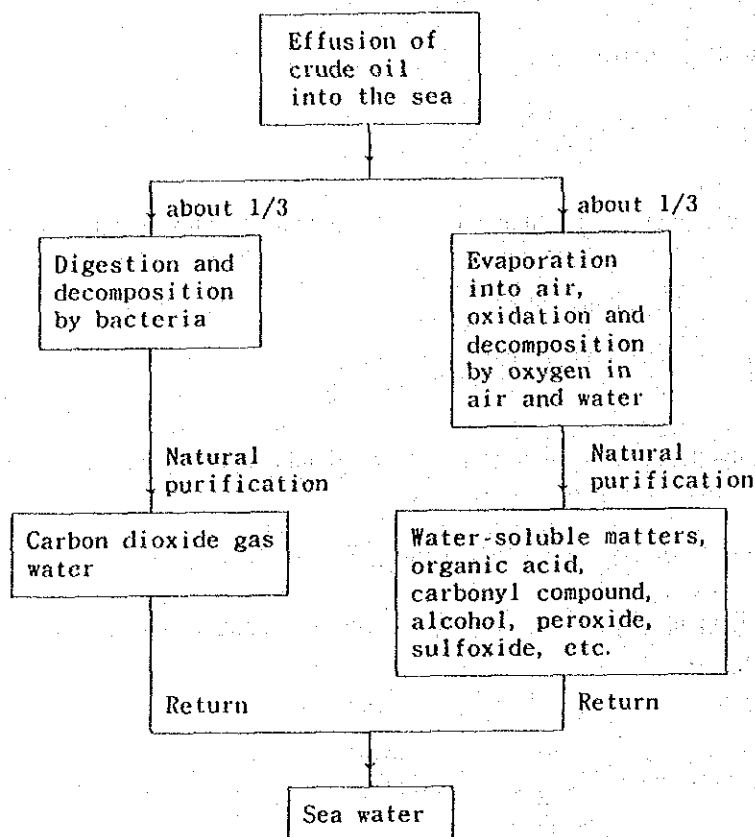 Effusion of
crude oil
into the sea
about 1/3
about 1/3
Digestion and
decomposition
by bacteria
Evaporation
into air,
oxidation and
decomposition
by oxygen in
air and water
Natural
purification
Natural
purification
Carbon dioxide gas
water
Water-soluble matters,
organic acid,
carbonyl compound,
alcohol, peroxide,
sulfoxide, etc.
Return
Return
Sea water